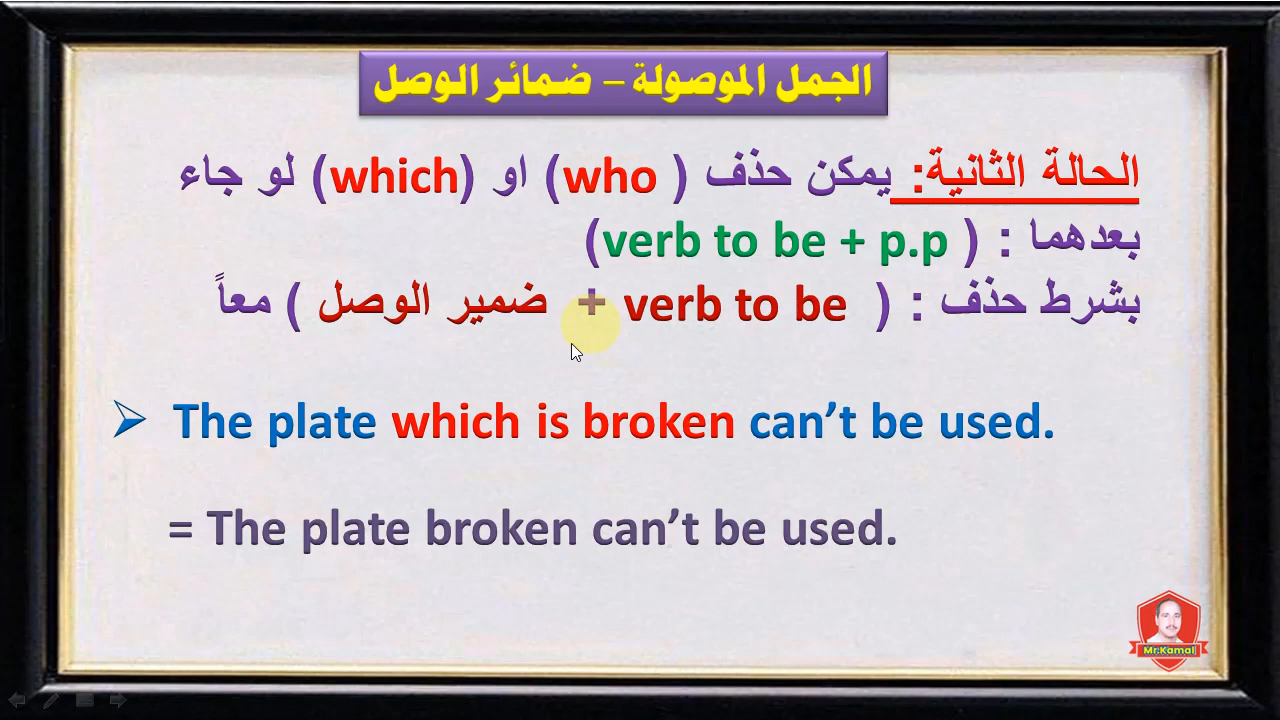 الجمل الموصولة – ضمائر الوصل
الحالة الثانية: يمكن حذف ( who) او (which) لو جاء
بعدهما : ( verb to be + p.p)
بشرط حذف : ( verb to be + ضمير الوصل ) معاً
➢ The plate which is broken can’t be used.
= The plate broken can’t be used.
Mr.Kamal